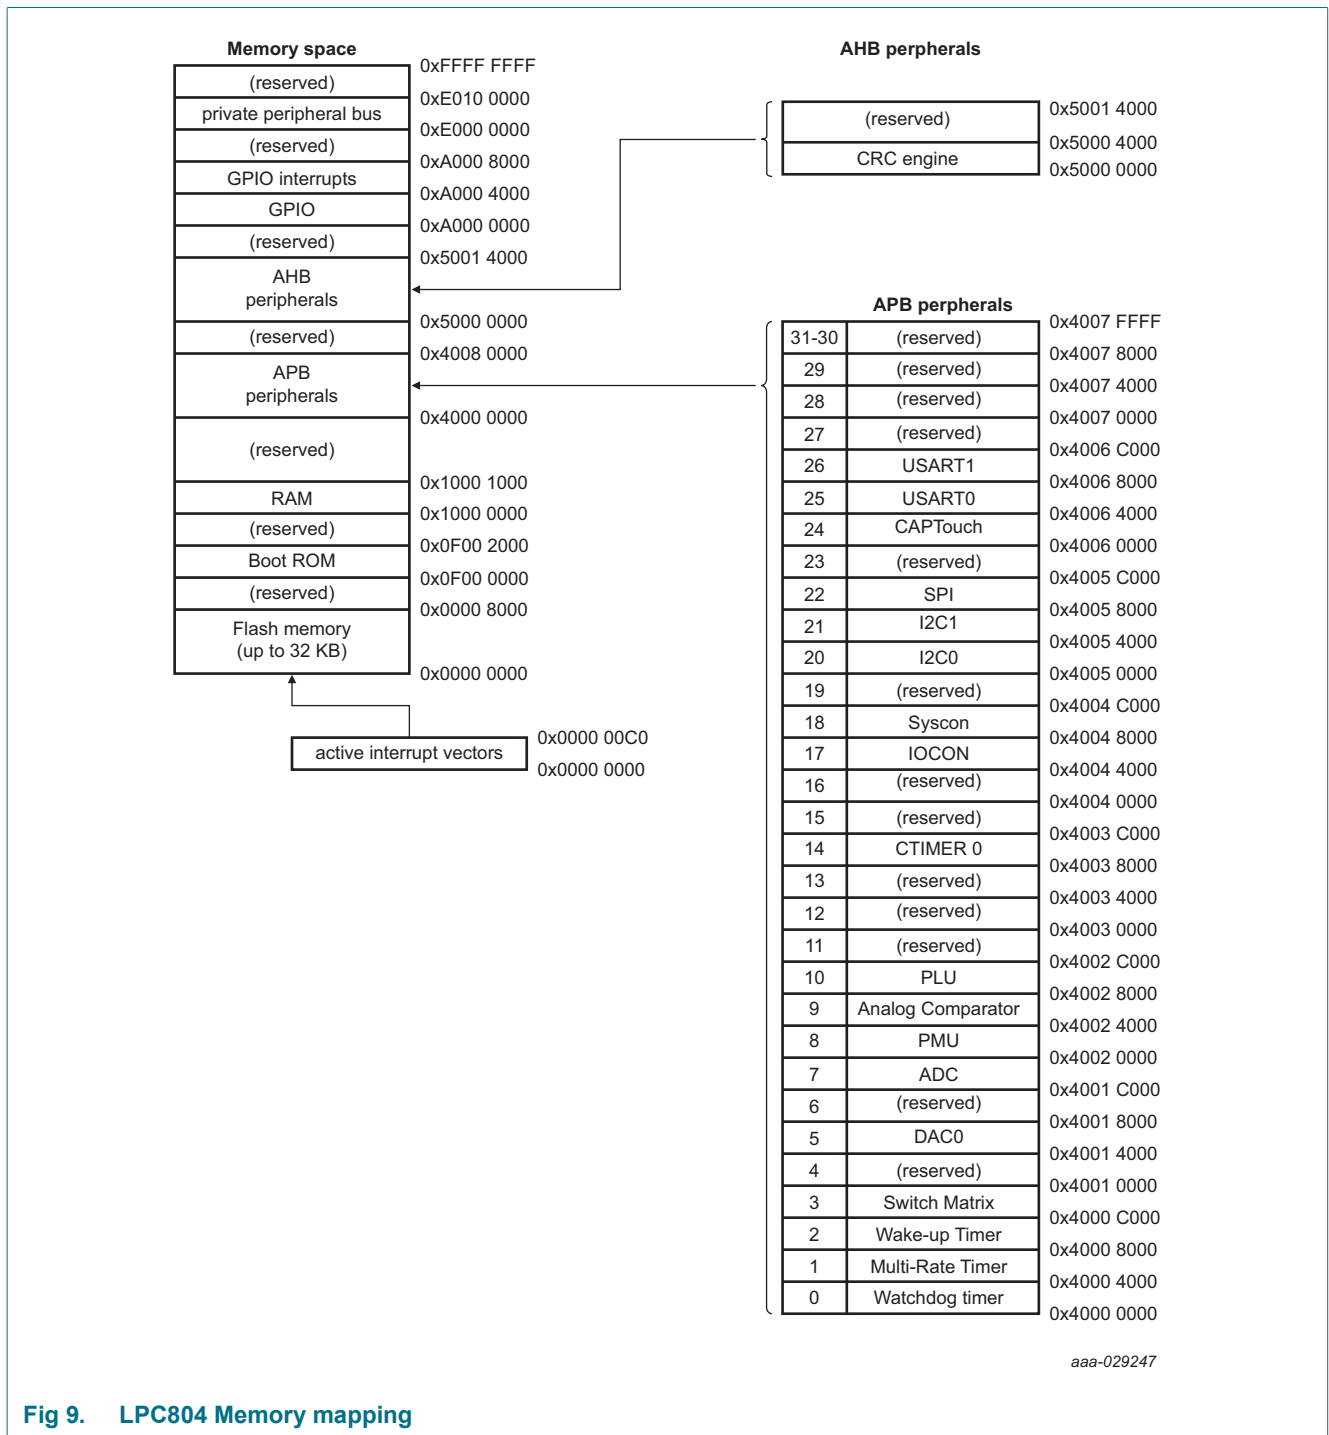 Memory space
0xFFFF FFFF
(reserved)
0xE010 0000
private peripheral bus
0xE000 0000
(reserved)
0xA000 8000
GPIO interrupts
0xA000 4000
GPIO
0xA000 0000
(reserved)
0x5001 4000
AHB
peripherals
0x5000 0000
(reserved)
0x4008 0000
APB
peripherals
0x4000 0000
(reserved)
0x1000 1000
RAM
0x1000 0000
(reserved)
0x0F00 2000
Boot ROM
0x0F00 0000
(reserved)
0x0000 8000
Flash memory
(up to 32 KB)
0x0000 0000
0x0000 00C0
active interrupt vectors
0x0000 0000
AHB perpherals
0x5001 4000
(reserved)
0x5000 4000
CRC engine
0x5000 0000
APB perpherals
0x4007 FFFF
31-30 (reserved)
0x4007 8000
29 (reserved)
0x4007 4000
28 (reserved)
0x4007 0000
27 (reserved)
0x4006 C000
26 USART1
0x4006 8000
25 USART0
0x4006 4000
24 CAPTouch
0x4006 0000
23 (reserved)
0x4005 C000
22 SPI
0x4005 8000
21 I2C1
0x4005 4000
20 I2C0
0x4005 0000
19 (reserved)
0x4004 C000
18 Syscon
0x4004 8000
17 IOCON
0x4004 4000
16 (reserved)
0x4004 0000
15 (reserved)
0x4003 C000
14 CTIMER 0
0x4003 8000
13 (reserved)
0x4003 4000
12 (reserved)
0x4003 0000
11 (reserved)
0x4002 C000
10 PLU
0x4002 8000
9 Analog Comparator
0x4002 4000
8 PMU
0x4002 0000
7 ADC
0x4001 C000
6 (reserved)
0x4001 8000
5 DAC0
0x4001 4000
4 (reserved)
0x4001 0000
3 Switch Matrix
0x4000 C000
2 Wake-up Timer
0x4000 8000
1 Multi-Rate Timer
0x4000 4000
0 Watchdog timer
0x4000 0000
aaa-029247
Fig 9. LPC804 Memory mapping